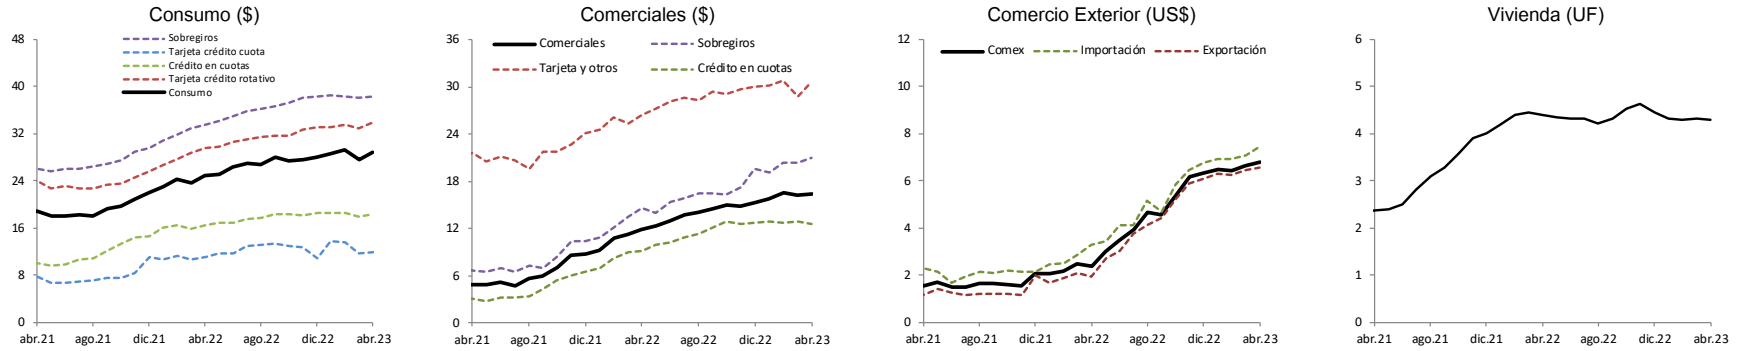 Consumo ($)
48
40
32
24
16
8
0
Sobregiros
Tarjeta crédito cuota
Crédito en cuotas
Tarjeta crédito rotativo
Consumo
abr.21 ago.21 dic.21 abr.22 ago.22 dic.22 abr.23
Comerciales ($)
36
30
24
18
12
6
0
Comerciales Sobregiros
Tarjeta y otros Crédito en cuotas
abr.21 ago.21 dic.21 abr.22 ago.22 dic.22 abr.23
Comercio Exterior (US$)
12
10
8
6
4
2
0
Comex Importación Exportación
abr.21 ago.21 dic.21 abr.22 ago.22 dic.22 abr.23
Vivienda (UF)
6
5
4
3
2
1
0
abr.21 ago.21 dic.21 abr.22 ago.22 dic.22 abr.23